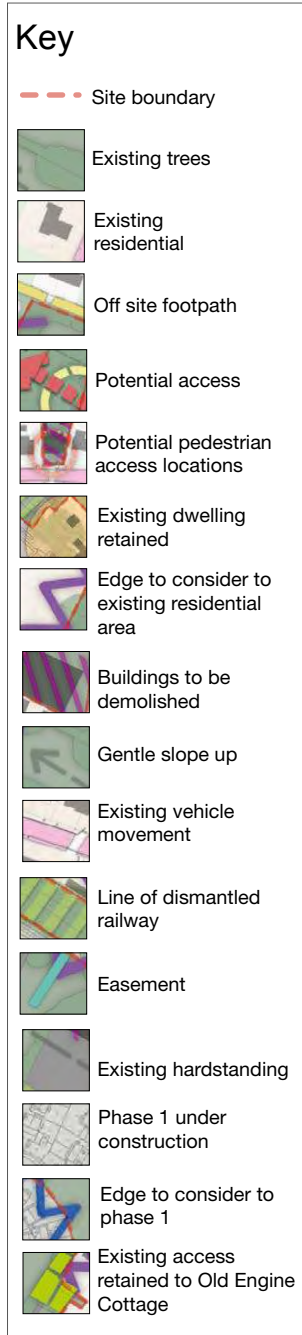 Key
Site boundary
Existing trees
Existing
residential
Off site footpath
Potential access
Potential pedestrian
access locations
Existing dwelling
retained
Edge to consider to
existing residential
area
Buildings to be
demolished
Gentle slope up
Existing vehicle
movement
Line of dismantled
railway
Easement
Existing hardstanding
Phase 1 under
construction
Edge to consider to
phase 1
Existing access
retained to Old Engine
Cottage